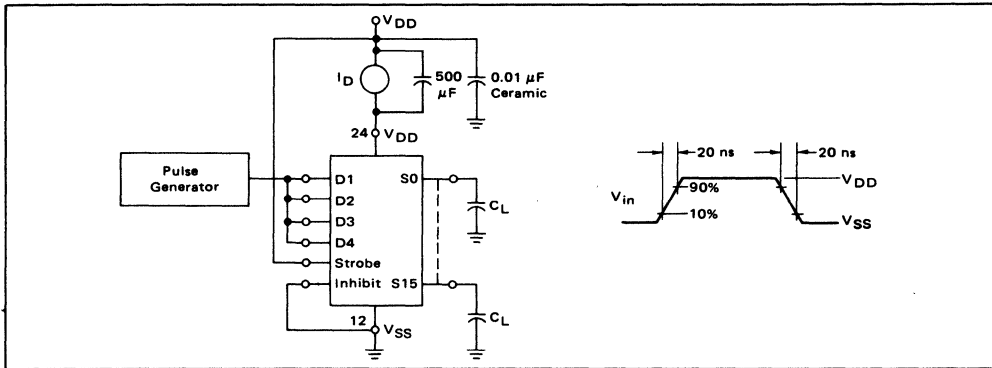 VDD
ID
500 µF
0.01 µF Ceramic
24 VDD
Pulse Generator
D1 S0
D2
D3
D4
Strobe
Inhibit S15
CL
CL
12
VSS
20 ns 20 ns
Vin
90%
10%
VDD
VSS